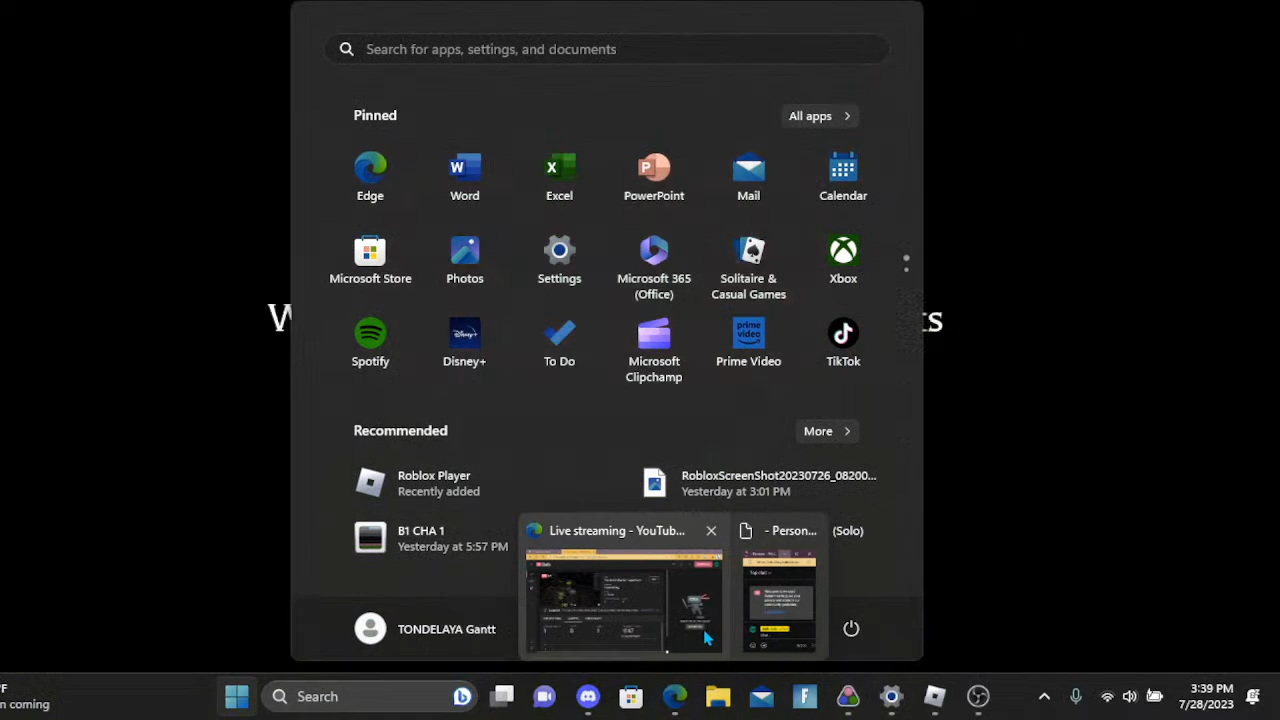 Search for apps, settings, and documents
Pinned
All apps
Edge
Word
Excel
PowerPoint
Mail
Calendar
Microsoft Store
Photos
Settings
Microsoft 365
(Office)
Solitaire &
Casual Games
Xbox
Spotify
Disney+
To Do
Microsoft
Clipchamp
Prime Video
TikTok
Recommended
More
Roblox Player
Recently added
RobloxScreenShot20230726_08200...
Yesterday at 3:01 PM
B1 CHA 1
Yesterday at 5:57 PM
Live streaming - YouTub...
- Person...
(Solo)
TONDELAYA Gantt
Search
3:39 PM
7/28/2023